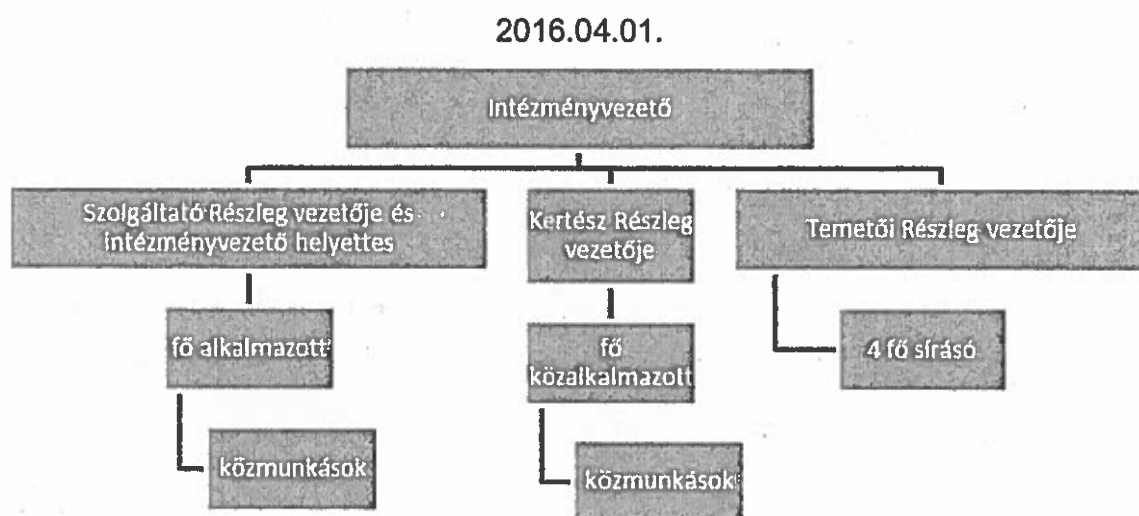 2016.04.01.
Intézményvezető
Szolgáltató Részleg vezetője és
intézményvezető helyettes
Kertész Részleg
vezetője
Temetői Részleg vezetője
fő alkalmazott
fő
közalkalmazott
4 fő sírásó
közmunkások
közmunkások